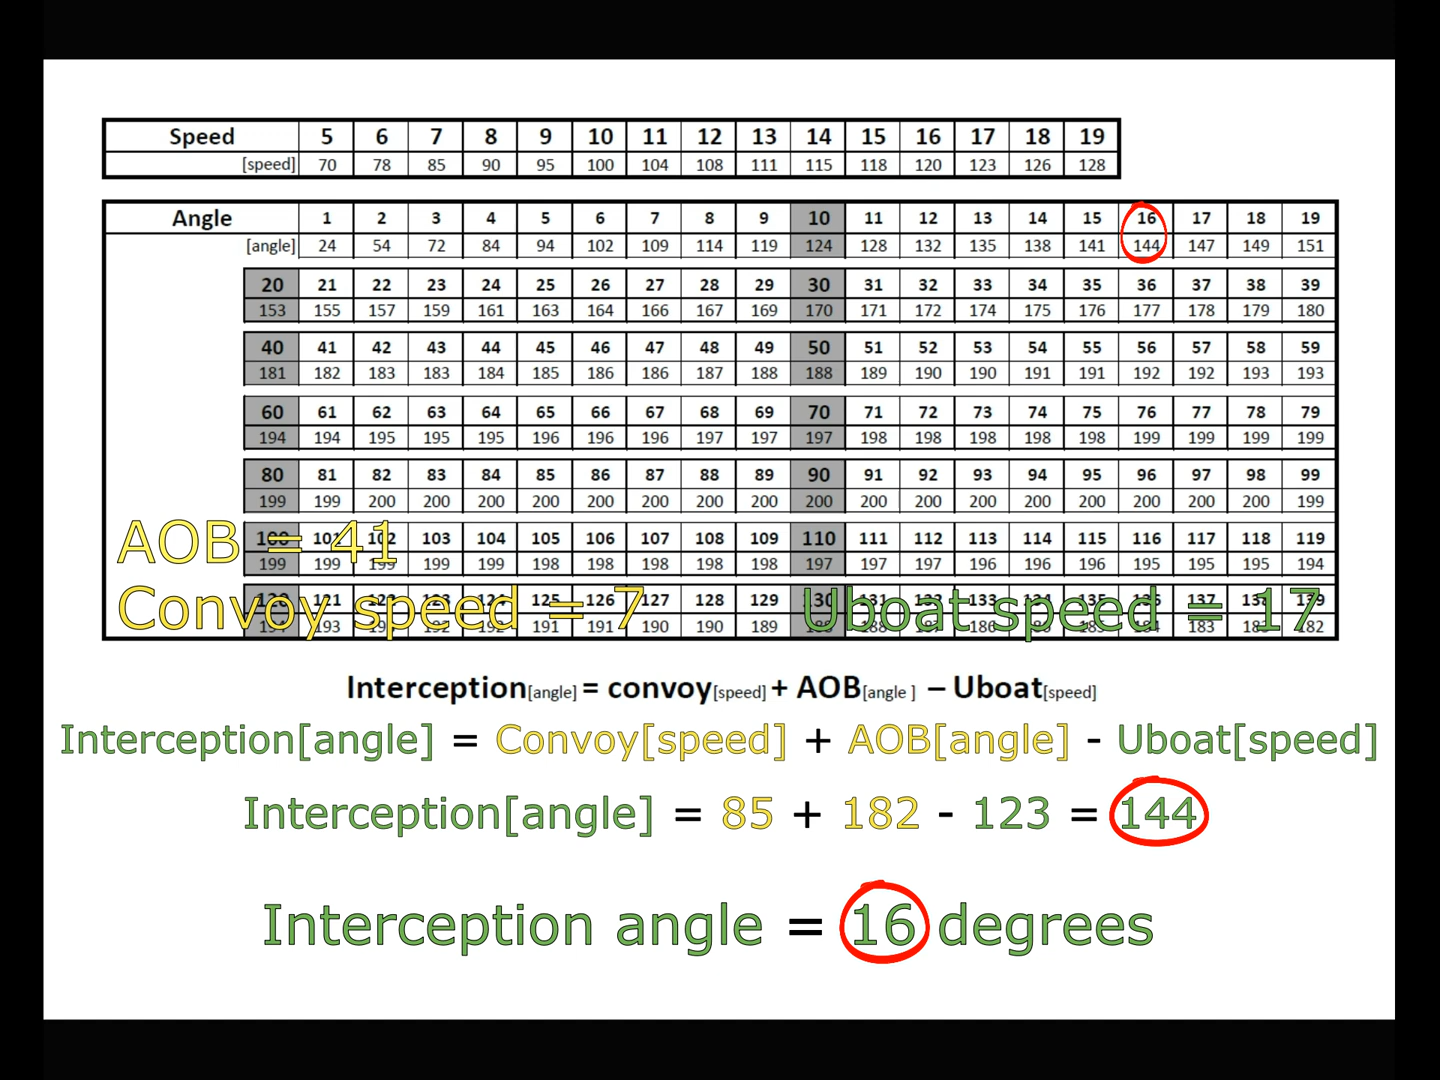 Speed 5 6 7 8 9 10 11 12 13 14 15 16 17 18 19
[speed] 70 78 85 90 95 100 104 108 111 115 118 120 123 126 128
Angle 1 2 3 4 5 6 7 8 9 10 11 12 13 14 15 16 17 18 19
[angle] 24 54 72 84 94 102 109 114 119 124 128 132 135 138 141 144 147 149 151
20 21 22 23 24 25 26 27 28 29 30 31 32 33 34 35 36 37 38 39
153 155 157 159 161 163 164 166 167 169 170 171 172 174 175 176 177 178 179 180
40 41 42 43 44 45 46 47 48 49 50 51 52 53 54 55 56 57 58 59
181 182 183 183 184 185 186 186 187 188 188 189 190 190 191 191 192 192 193 193
60 61 62 63 64 65 66 67 68 69 70 71 72 73 74 75 76 77 78 79
194 194 195 195 195 196 196 196 197 197 197 198 198 198 198 198 199 199 199 199
80 81 82 83 84 85 86 87 88 89 90 91 92 93 94 95 96 97 98 99
199 199 200 200 200 200 200 200 200 200 200 200 200 200 200 200 200 200 200 199
100 101 102 103 104 105 106 107 108 109 110 111 112 113 114 115 116 117 118 119
AOB = 41
199 199 199 199 199 198 198 198 198 198 197 197 197 196 196 196 195 195 195 194
125 126 127 128 129
Convoy speed = 7 Uboat speed = 17
193 191 191 190 190 189 183 182
Interception[angle] = convoy[speed] + AOB[angle ] – Uboat[speed]
Interception[angle] = Convoy[speed] + AOB[angle] - Uboat[speed]
Interception[angle] = 85 + 182 - 123 = 144
Interception angle = 16 degrees